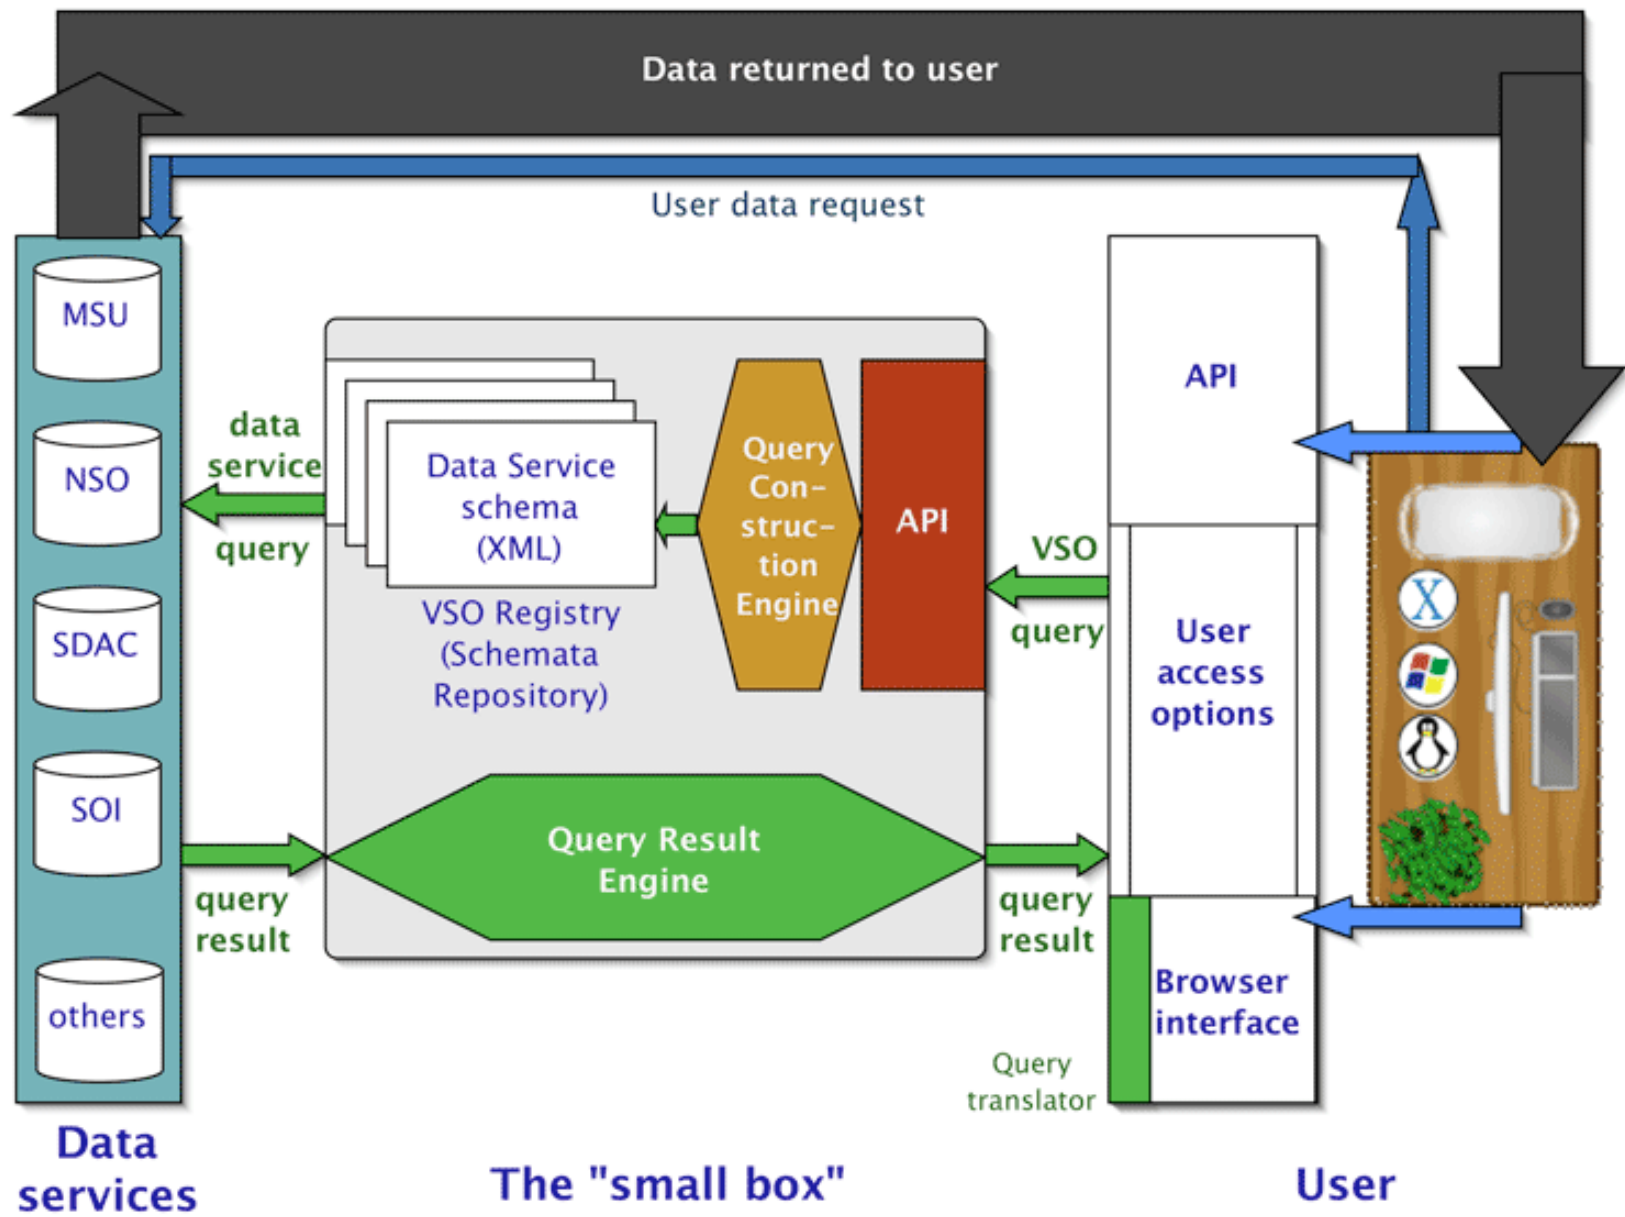 Data returned to user
User data request
MSU
NSO
SDAC
SOI
others
Data
services
data
service
query
query
result
Data Service
schema
(XML)
VSO Registry
(Schemata
Repository)
Query
Con-
struc-
tion
Engine
API
Query Result
Engine
The "small box"
VSO
query
query
result
API
User
access
options
Browser
interface
Query
translator
User
X